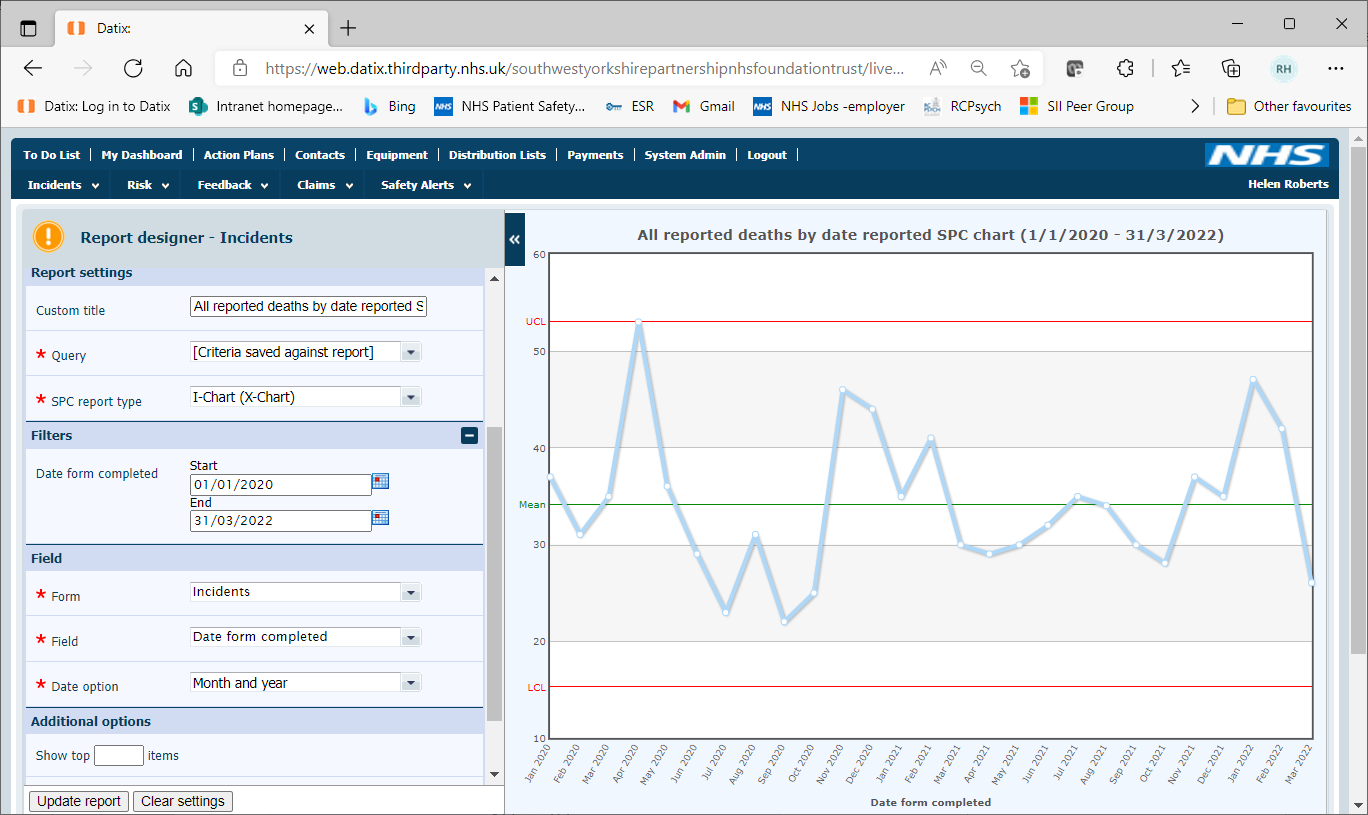 Datix:
https://web.datix.thirdparty.nhs.uk/southwestyorkshirepartnershipnhsfoundationtrust/live...
RH
Datix: Log in to Datix
Intranet homepage...
Bing
NHS
NHS Patient Safety...
ESR
Gmail
NHS
NHS Jobs -employer
RCPsych
SII Peer Group
Other favourites
To Do List
My Dashboard
Action Plans
Contacts
Equipment
Distribution Lists
Payments
System Admin
Logout
NHS
Incidents
Risk
Feedback
Claims
Safety Alerts
Helen Roberts
Report designer - Incidents
Report settings
Custom title
All reported deaths by date reported S
* Query
[Criteria saved against report]
* SPC report type
I-Chart (X-Chart)
Filters
Date form completed
Start
01/01/2020
End
31/03/2022
Field
* Form
Incidents
* Field
Date form completed
* Date option
Month and year
Additional options
Show top
items
Update report
Clear settings
«
All reported deaths by date reported SPC chart (1/1/2020 - 31/3/2022)
60
UCL
50
40
Mean
30
20
LCL
10
Jan 2020
Feb 2020
Mar 2020
Apr 2020
May 2020
Jun 2020
Jul 2020
Aug 2020
Sep 2020
Oct 2020
Nov 2020
Dec 2020
Jan 2021
Feb 2021
Mar 2021
Apr 2021
May 2021
Jun 2021
Jul 2021
Aug 2021
Sep 2021
Oct 2021
Nov 2021
Dec 2021
Jan 2022
Feb 2022
Mar 2022
Date form completed